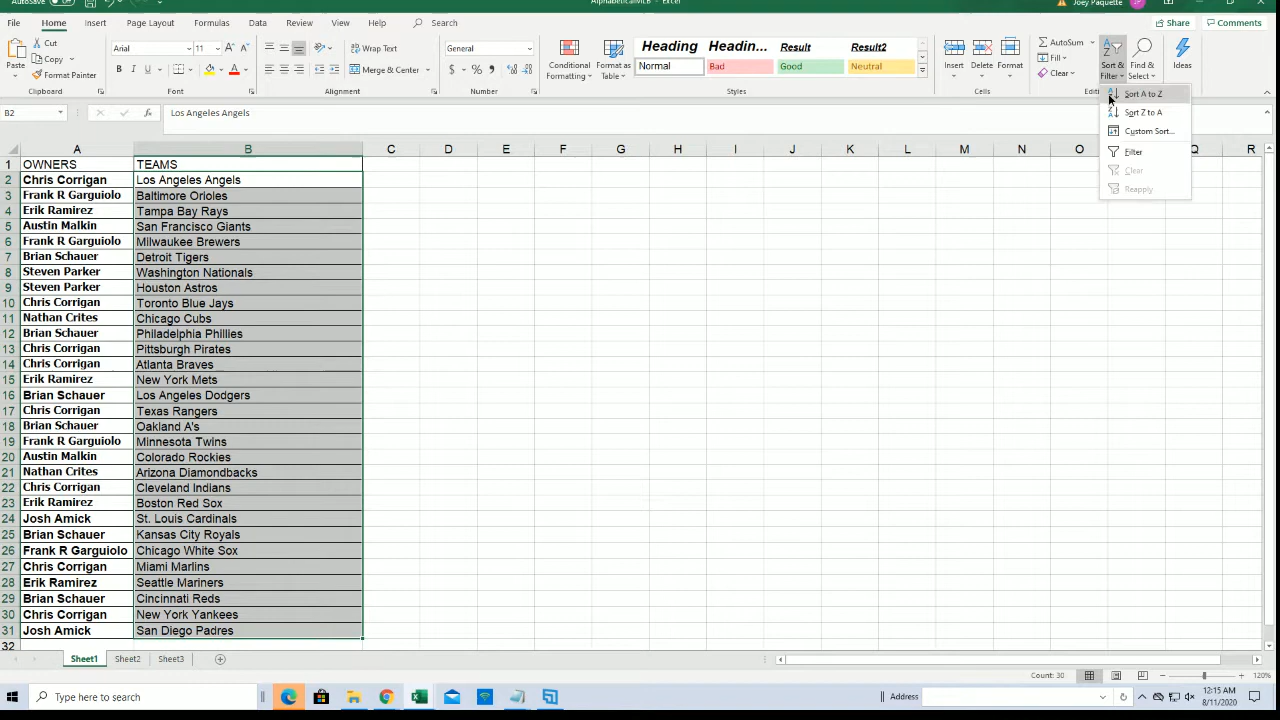 AutoSave
AlphabeticalMLB - Excel
Joey Paquette
JP
File Home Insert Page Layout Formulas Data Review View Help Search Share Comments
Paste Cut Copy Format Painter Clipboard
Arial 11 Font
Wrap Text Merge & Center Alignment
General Number
Conditional Formatting Format as Table
Heading Headin... Result Result2
Normal Bad Good Neutral
Styles
Insert Delete Format Cells
AutoSum Fill Clear Sort & Filter Find & Select Editi
Ideas
Sort A to Z
Sort Z to A
Custom Sort...
Filter
Clear
Reapply
B2 fx Los Angeles Angels
A B C D E F G H I J K L M N O Q R
1 OWNERS TEAMS
2 Chris Corrigan Los Angeles Angels
3 Frank R Garguiolo Baltimore Orioles
4 Erik Ramirez Tampa Bay Rays
5 Austin Malkin San Francisco Giants
6 Frank R Garguiolo Milwaukee Brewers
7 Brian Schauer Detroit Tigers
8 Steven Parker Washington Nationals
9 Steven Parker Houston Astros
10 Chris Corrigan Toronto Blue Jays
11 Nathan Crites Chicago Cubs
12 Brian Schauer Philadelphia Phillies
13 Chris Corrigan Pittsburgh Pirates
14 Chris Corrigan Atlanta Braves
15 Erik Ramirez New York Mets
16 Brian Schauer Los Angeles Dodgers
17 Chris Corrigan Texas Rangers
18 Brian Schauer Oakland A's
19 Frank R Garguiolo Minnesota Twins
20 Austin Malkin Colorado Rockies
21 Nathan Crites Arizona Diamondbacks
22 Chris Corrigan Cleveland Indians
23 Erik Ramirez Boston Red Sox
24 Josh Amick St. Louis Cardinals
25 Brian Schauer Kansas City Royals
26 Frank R Garguiolo Chicago White Sox
27 Chris Corrigan Miami Marlins
28 Erik Ramirez Seattle Mariners
29 Brian Schauer Cincinnati Reds
30 Chris Corrigan New York Yankees
31 Josh Amick San Diego Padres
32
Sheet1 Sheet2 Sheet3
Count: 30 120%
Type here to search
Address
12:15 AM
8/11/2020